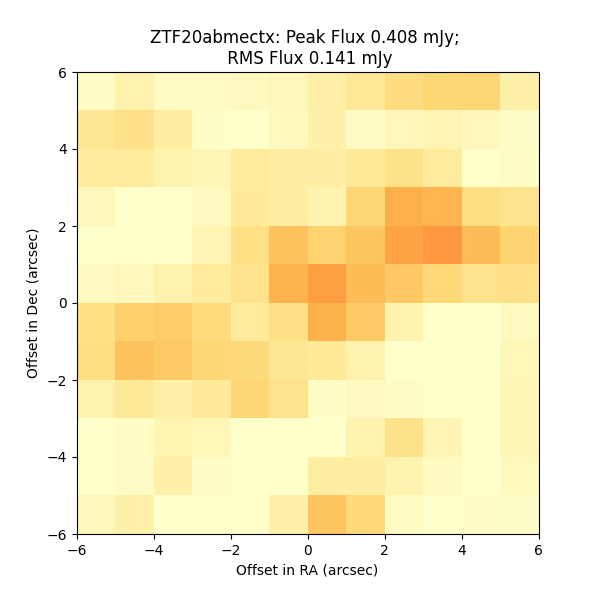 ZTF20abmectx: Peak Flux 0.408 mJy;
RMS Flux 0.141 mJy
6
4
2
0
−2
−4
−6
Offset in Dec (arcsec)
−6 −4 −2 0 2 4 6
Offset in RA (arcsec)